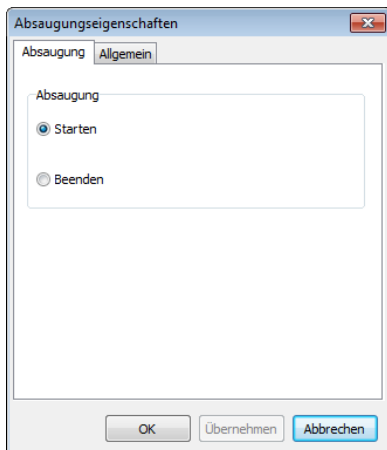 Absaugungseigenschaften
Absaugung Allgemein
Absaugung
Starten
Beenden
OK Übernehmen Abbrechen